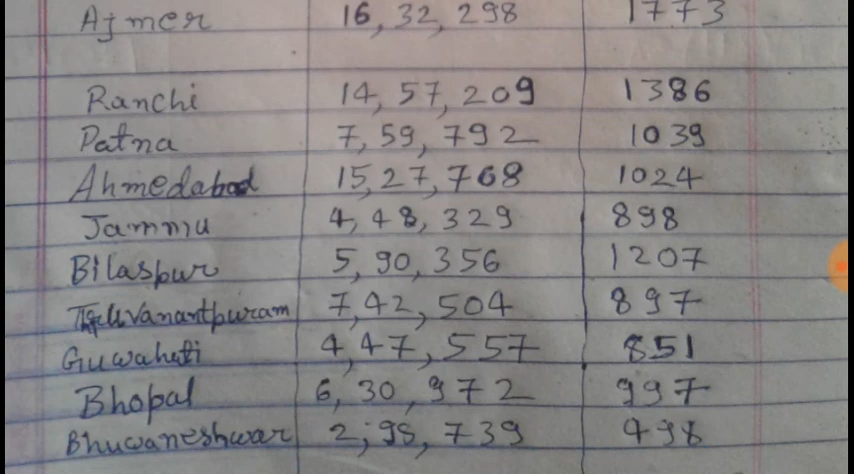 Ajmer 16,32,298 1773
Ranchi 14,57,209 1386
Patna 7,59,792 1039
Ahmedabad 15,27,768 1024
Jammu 4,48,329 898
Bilaspur 5,90,356 1207
7,42,504 897
Guwahati 4,47,557 851
Bhopal 6,30,972 997
Bhuwaneshwar 2,98,739 498